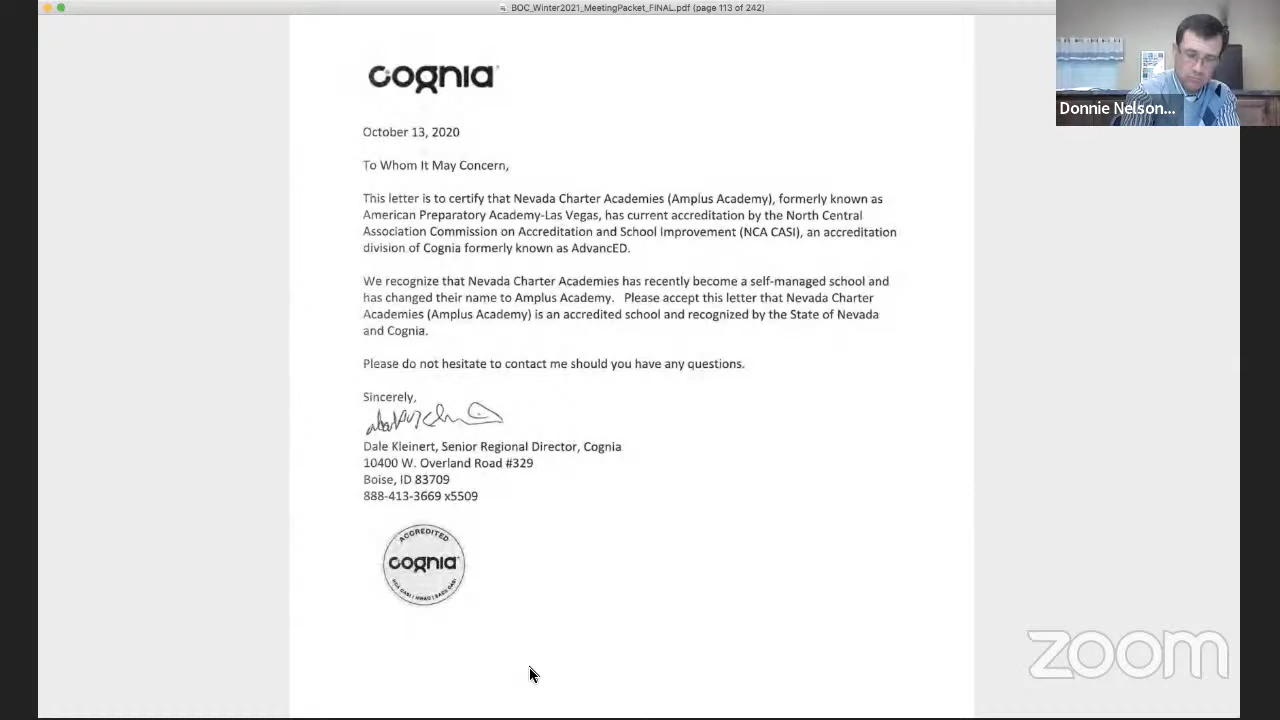 BOC_Winter2021_MeetingPacket_FINAL.pdf (page 113 of 242)
Donnie Nelson...
cognia
October 13, 2020
To Whom It May Concern,
This letter is to certify that Nevada Charter Academies (Amplus Academy), formerly known as
American Preparatory Academy-Las Vegas, has current accreditation by the North Central
Association Commission on Accreditation and School Improvement (NCA CASI), an accreditation
division of Cognia formerly known as AdvancED.
We recognize that Nevada Charter Academies has recently become a self-managed school and
has changed their name to Amplus Academy. Please accept this letter that Nevada Charter
Academies (Amplus Academy) is an accredited school and recognized by the State of Nevada
and Cognia.
Please do not hesitate to contact me should you have any questions.
Sincerely,
Dale Kleinert, Senior Regional Director, Cognia
10400 W. Overland Road #329
Boise, ID 83709
888-413-3669 x5509
ACCREDITED
cognia
NCA CASI | NWAC | SACS CASI
zoom